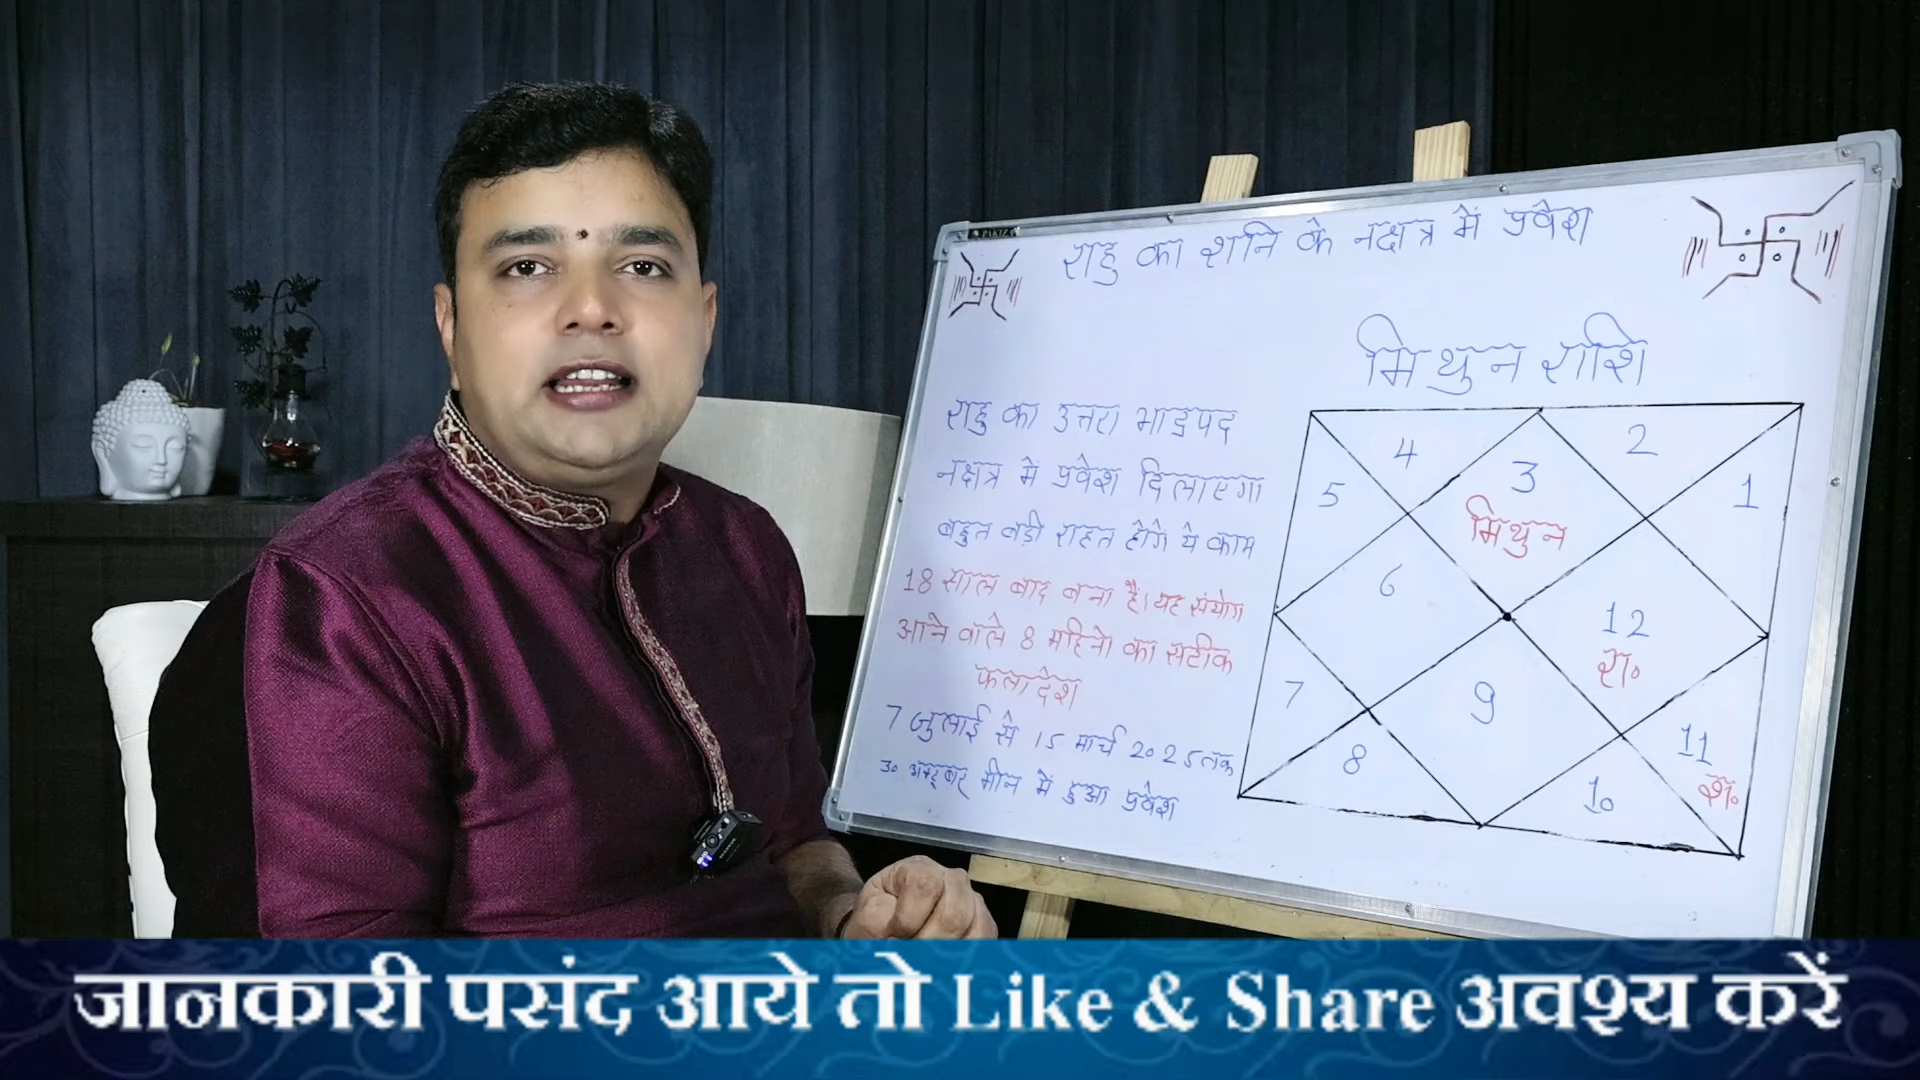 राहु का शनि के नक्षत्र में प्रवेश
मिथुन राशि
राहु का उत्तरा भाद्रपद
नक्षत्र में प्रवेश दिलाएगा
बहुत बड़ी राहत होंगे ये काम
18 साल बाद बना है। यह संयोग
आने वाले 8 महिनो का सटीक
फलादेश
7 जुलाई से 15 मार्च 2025 तक
30 अक्टूबर मीन में हुआ प्रवेश
4
3
2
5
मिथुन
1
6
12
रा॰
7
9
11
श॰
8
10
जानकारी पसंद आये तो Like & Share अवश्य करें